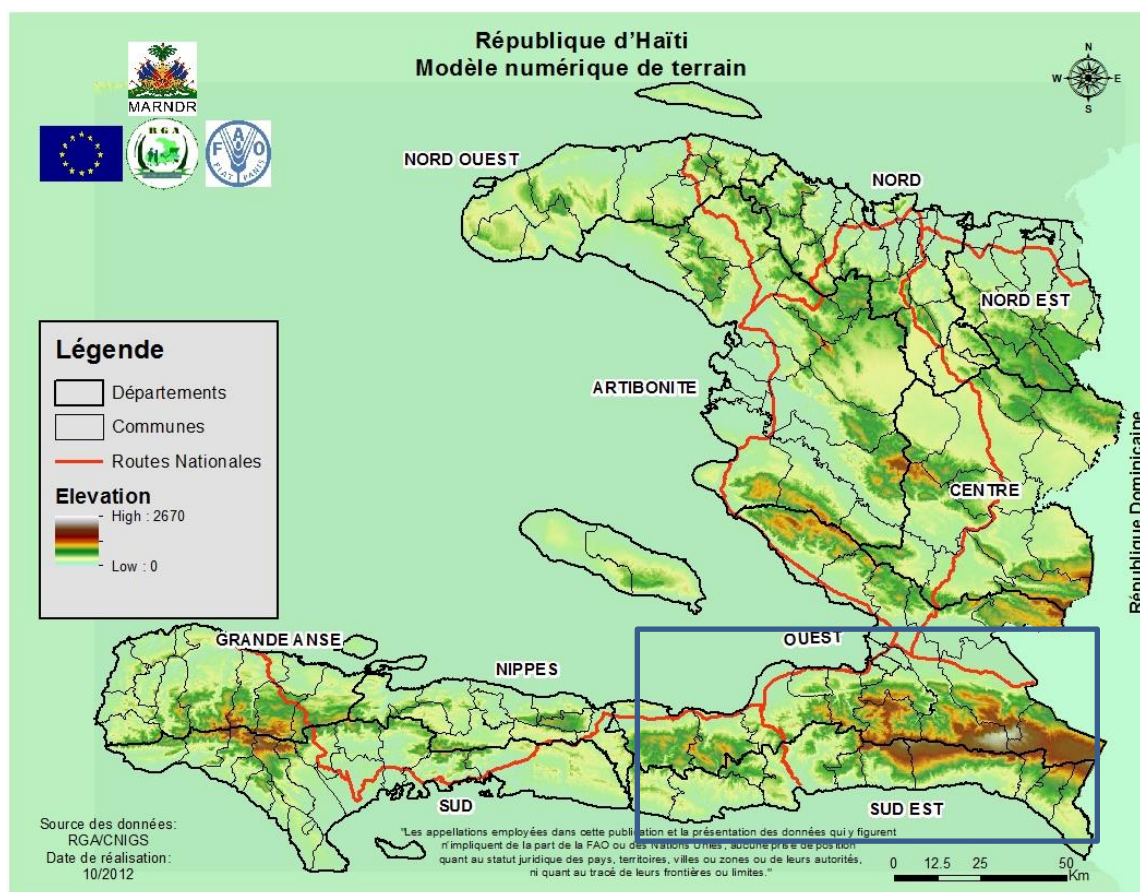 République d'Haïti
Modèle numérique de terrain
N
W
E
S
MARNDR
RGA
F A O
FIAT PANIS
NORD OUEST
NORD
NORD EST
ARTIBONITE
CENTRE
République Dominicaine
Légende
Départements
Communes
Routes Nationales
Elevation
High : 2670
Low : 0
GRANDE ANSE
NIPPES
OUEST
SUD
SUD EST
Source des données:
RGA/CNIGS
Date de réalisation:
10/2012
"Les appellations employées dans cette publication et la présentation des données qui y figurent
n'impliquent de la part de la FAO ou des Nations Unies, aucune prise de position
quant au statut juridique des pays, territoires, villes ou zones ou de leurs autorités,
ni quant au tracé de leurs frontières ou limites."
0 12.5 25 50
Km